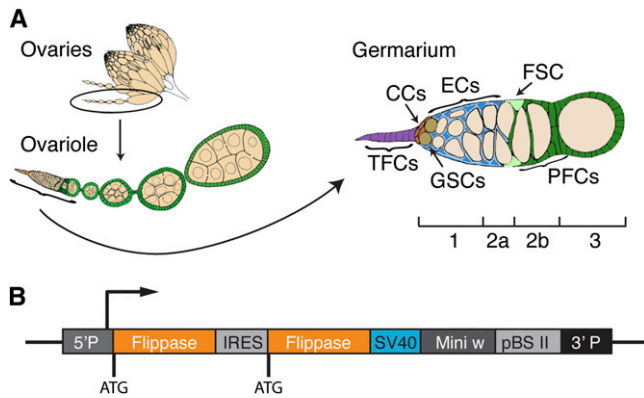 A
Ovaries
Ovariole
Germarium
FSC
ECs
CCs
TFCs
GSCs
PFCs
1 2a 2b 3
B
5'P Flippase IRES Flippase SV40 Mini w pBS II 3' P
ATG ATG